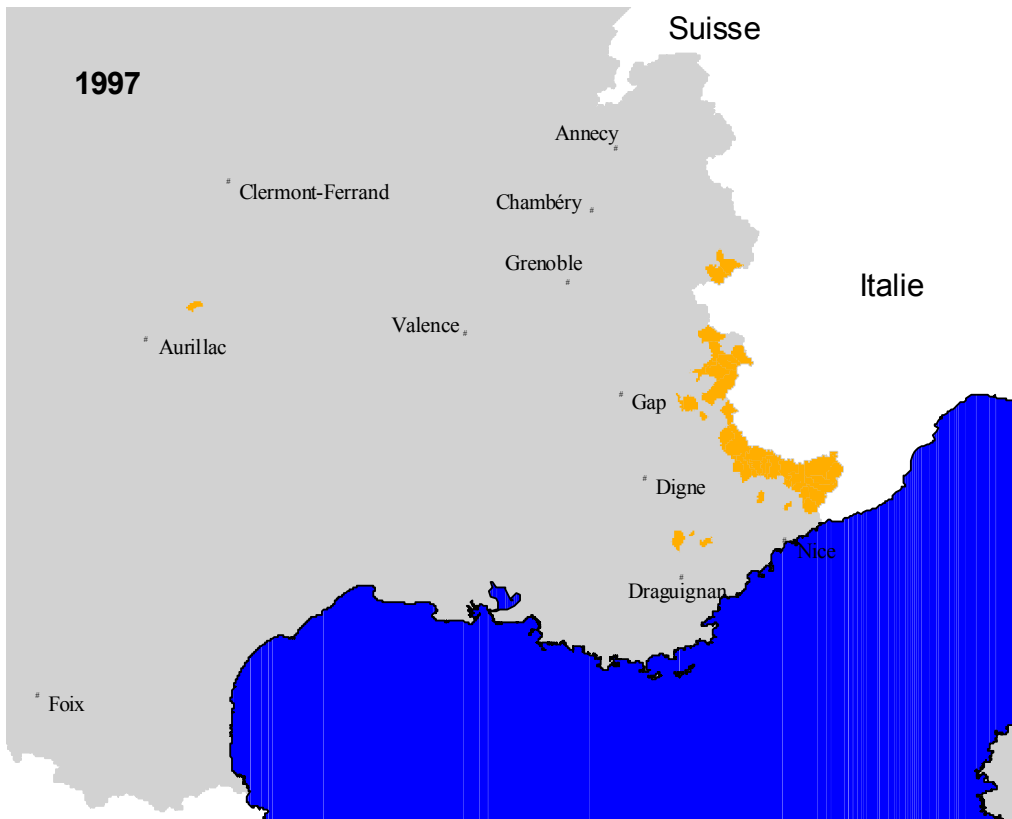 Suisse
1997
Annecy
Clermont-Ferrand
Chambéry
Grenoble
Italie
Valence
Aurillac
Gap
Digne
Nice
Draguignan
Foix